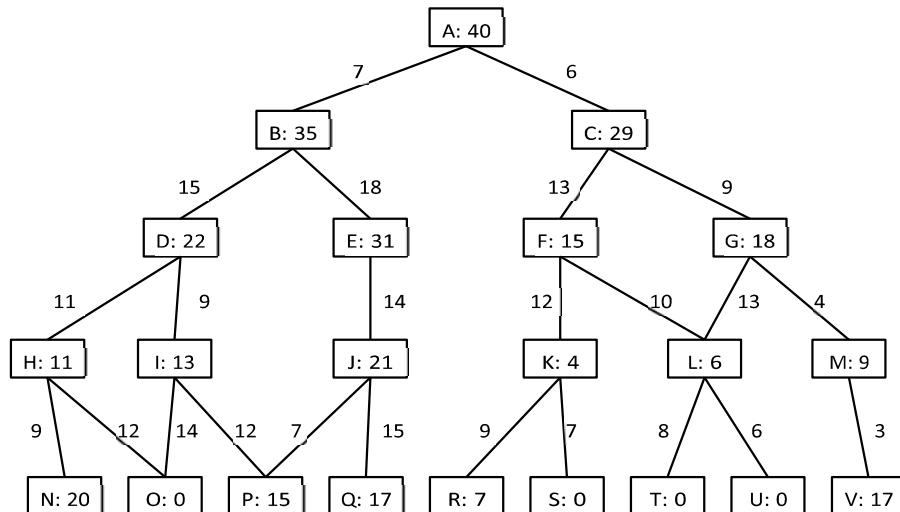 A: 40
7 6
B: 35 C: 29
15 18 13 9
D: 22 E: 31 F: 15 G: 18
11 9 14 12 10 13 4
H: 11 I: 13 J: 21 K: 4 L: 6 M: 9
9 12 14 12 7 15 9 7 8 6 3
N: 20 O: 0 P: 15 Q: 17 R: 7 S: 0 T: 0 U: 0 V: 17